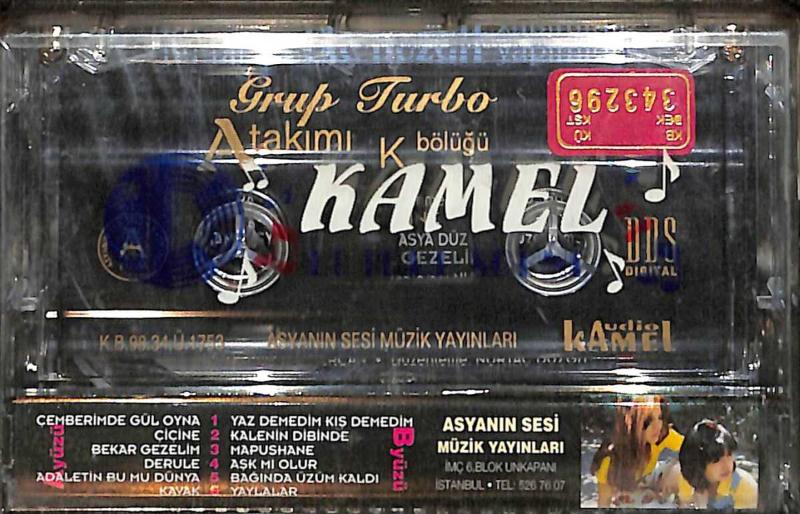 Grup Turbo
A takımı K bölüğü
KAMEL
343296
KB
BEK
KÜ
KST
ASYA DÜZ
GEZELİ
DDS
DIGITAL
K.B.98.34.Ü.1753
ASYANIN SESİ MÜZİK YAYINLARI
Audio
kAMEL
A yüzü
ÇEMBERİMDE GÜL OYNA 1
ÇİÇİNE 2
BEKAR GEZELİM 3
DERULE 4
ADALETİN BU MU DÜNYA 5
KAVAK 6
YAZ DEMEDİM KIŞ DEMEDİM
KALENİN DİBİNDE
MAPUSHANE
AŞK MI OLUR
BAĞINDA ÜZÜM KALDI
YAYLALAR
B yüzü
ASYANIN SESİ
MÜZİK YAYINLARI
İMÇ 6.BLOK UNKAPANI
İSTANBUL • TEL: 526 76 07